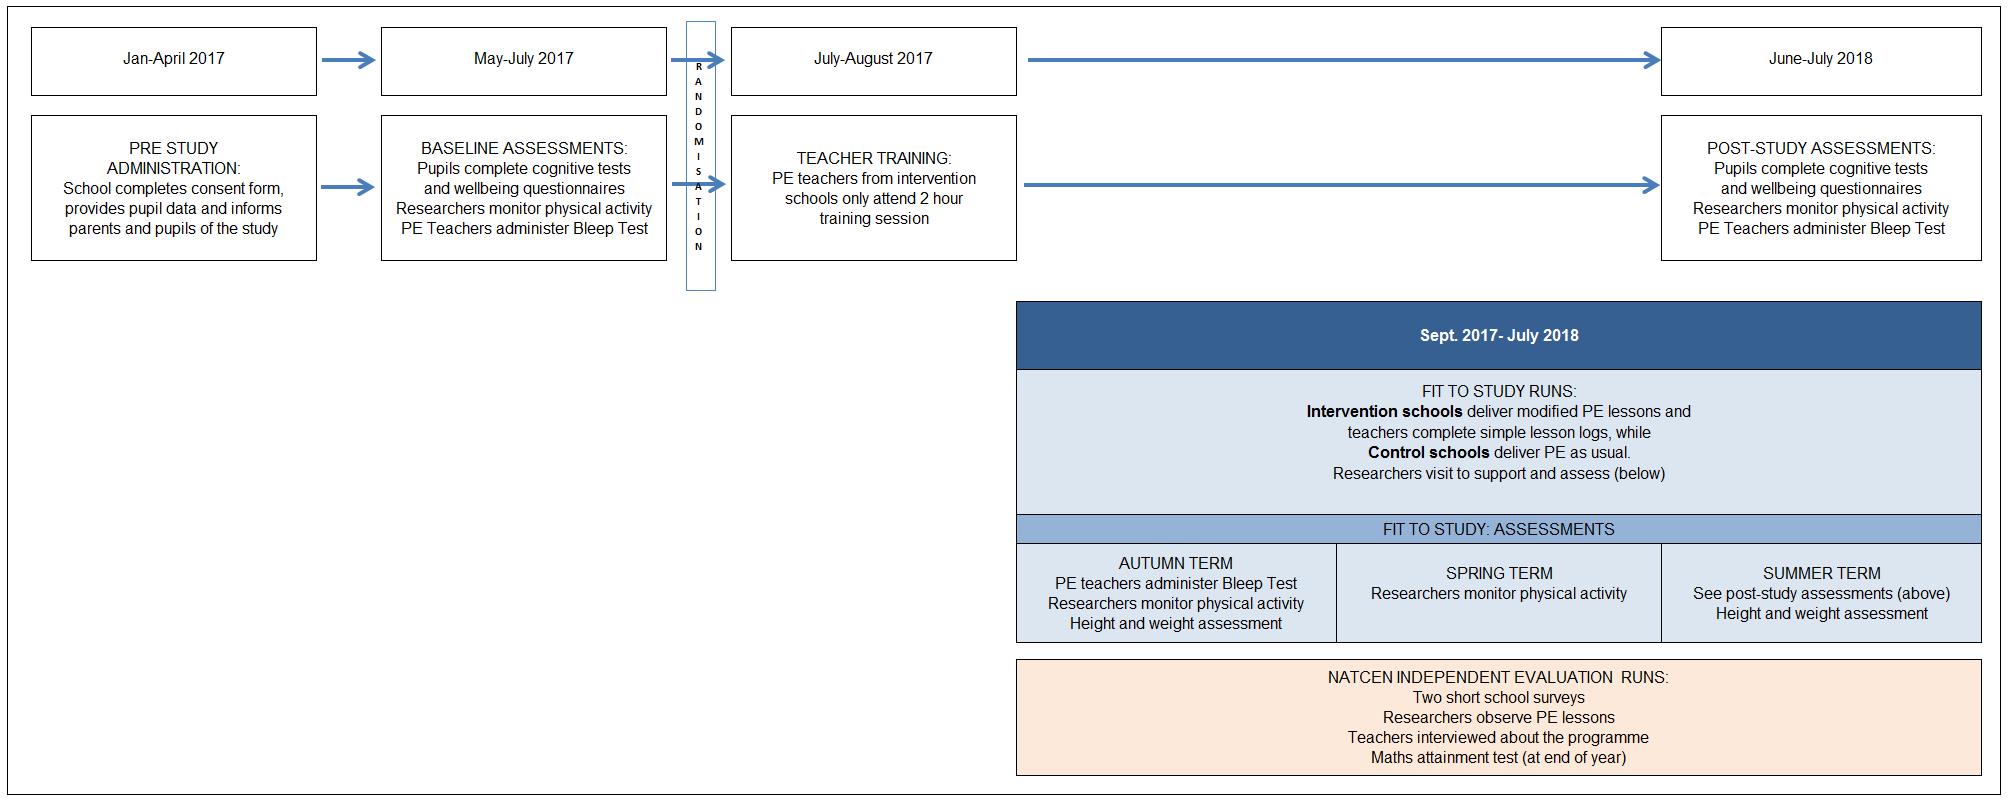 Jan-April 2017
May-July 2017
July-August 2017
June-July 2018
PRE STUDY
ADMINISTRATION:
School completes consent form,
provides pupil data and informs
parents and pupils of the study
BASELINE ASSESSMENTS:
Pupils complete cognitive tests
and wellbeing questionnaires
Researchers monitor physical activity
PE Teachers administer Bleep Test
RANDOMISATION
TEACHER TRAINING:
PE teachers from intervention
schools only attend 2 hour
training session
POST-STUDY ASSESSMENTS:
Pupils complete cognitive tests
and wellbeing questionnaires
Researchers monitor physical activity
PE Teachers administer Bleep Test
Sept. 2017- July 2018
FIT TO STUDY RUNS:
Intervention schools deliver modified PE lessons and
teachers complete simple lesson logs, while
Control schools deliver PE as usual.
Researchers visit to support and assess (below)
FIT TO STUDY: ASSESSMENTS
AUTUMN TERM
PE teachers administer Bleep Test
Researchers monitor physical activity
Height and weight assessment
SPRING TERM
Researchers monitor physical activity
SUMMER TERM
See post-study assessments (above)
Height and weight assessment
NATCEN INDEPENDENT EVALUATION RUNS:
Two short school surveys
Researchers observe PE lessons
Teachers interviewed about the programme
Maths attainment test (at end of year)